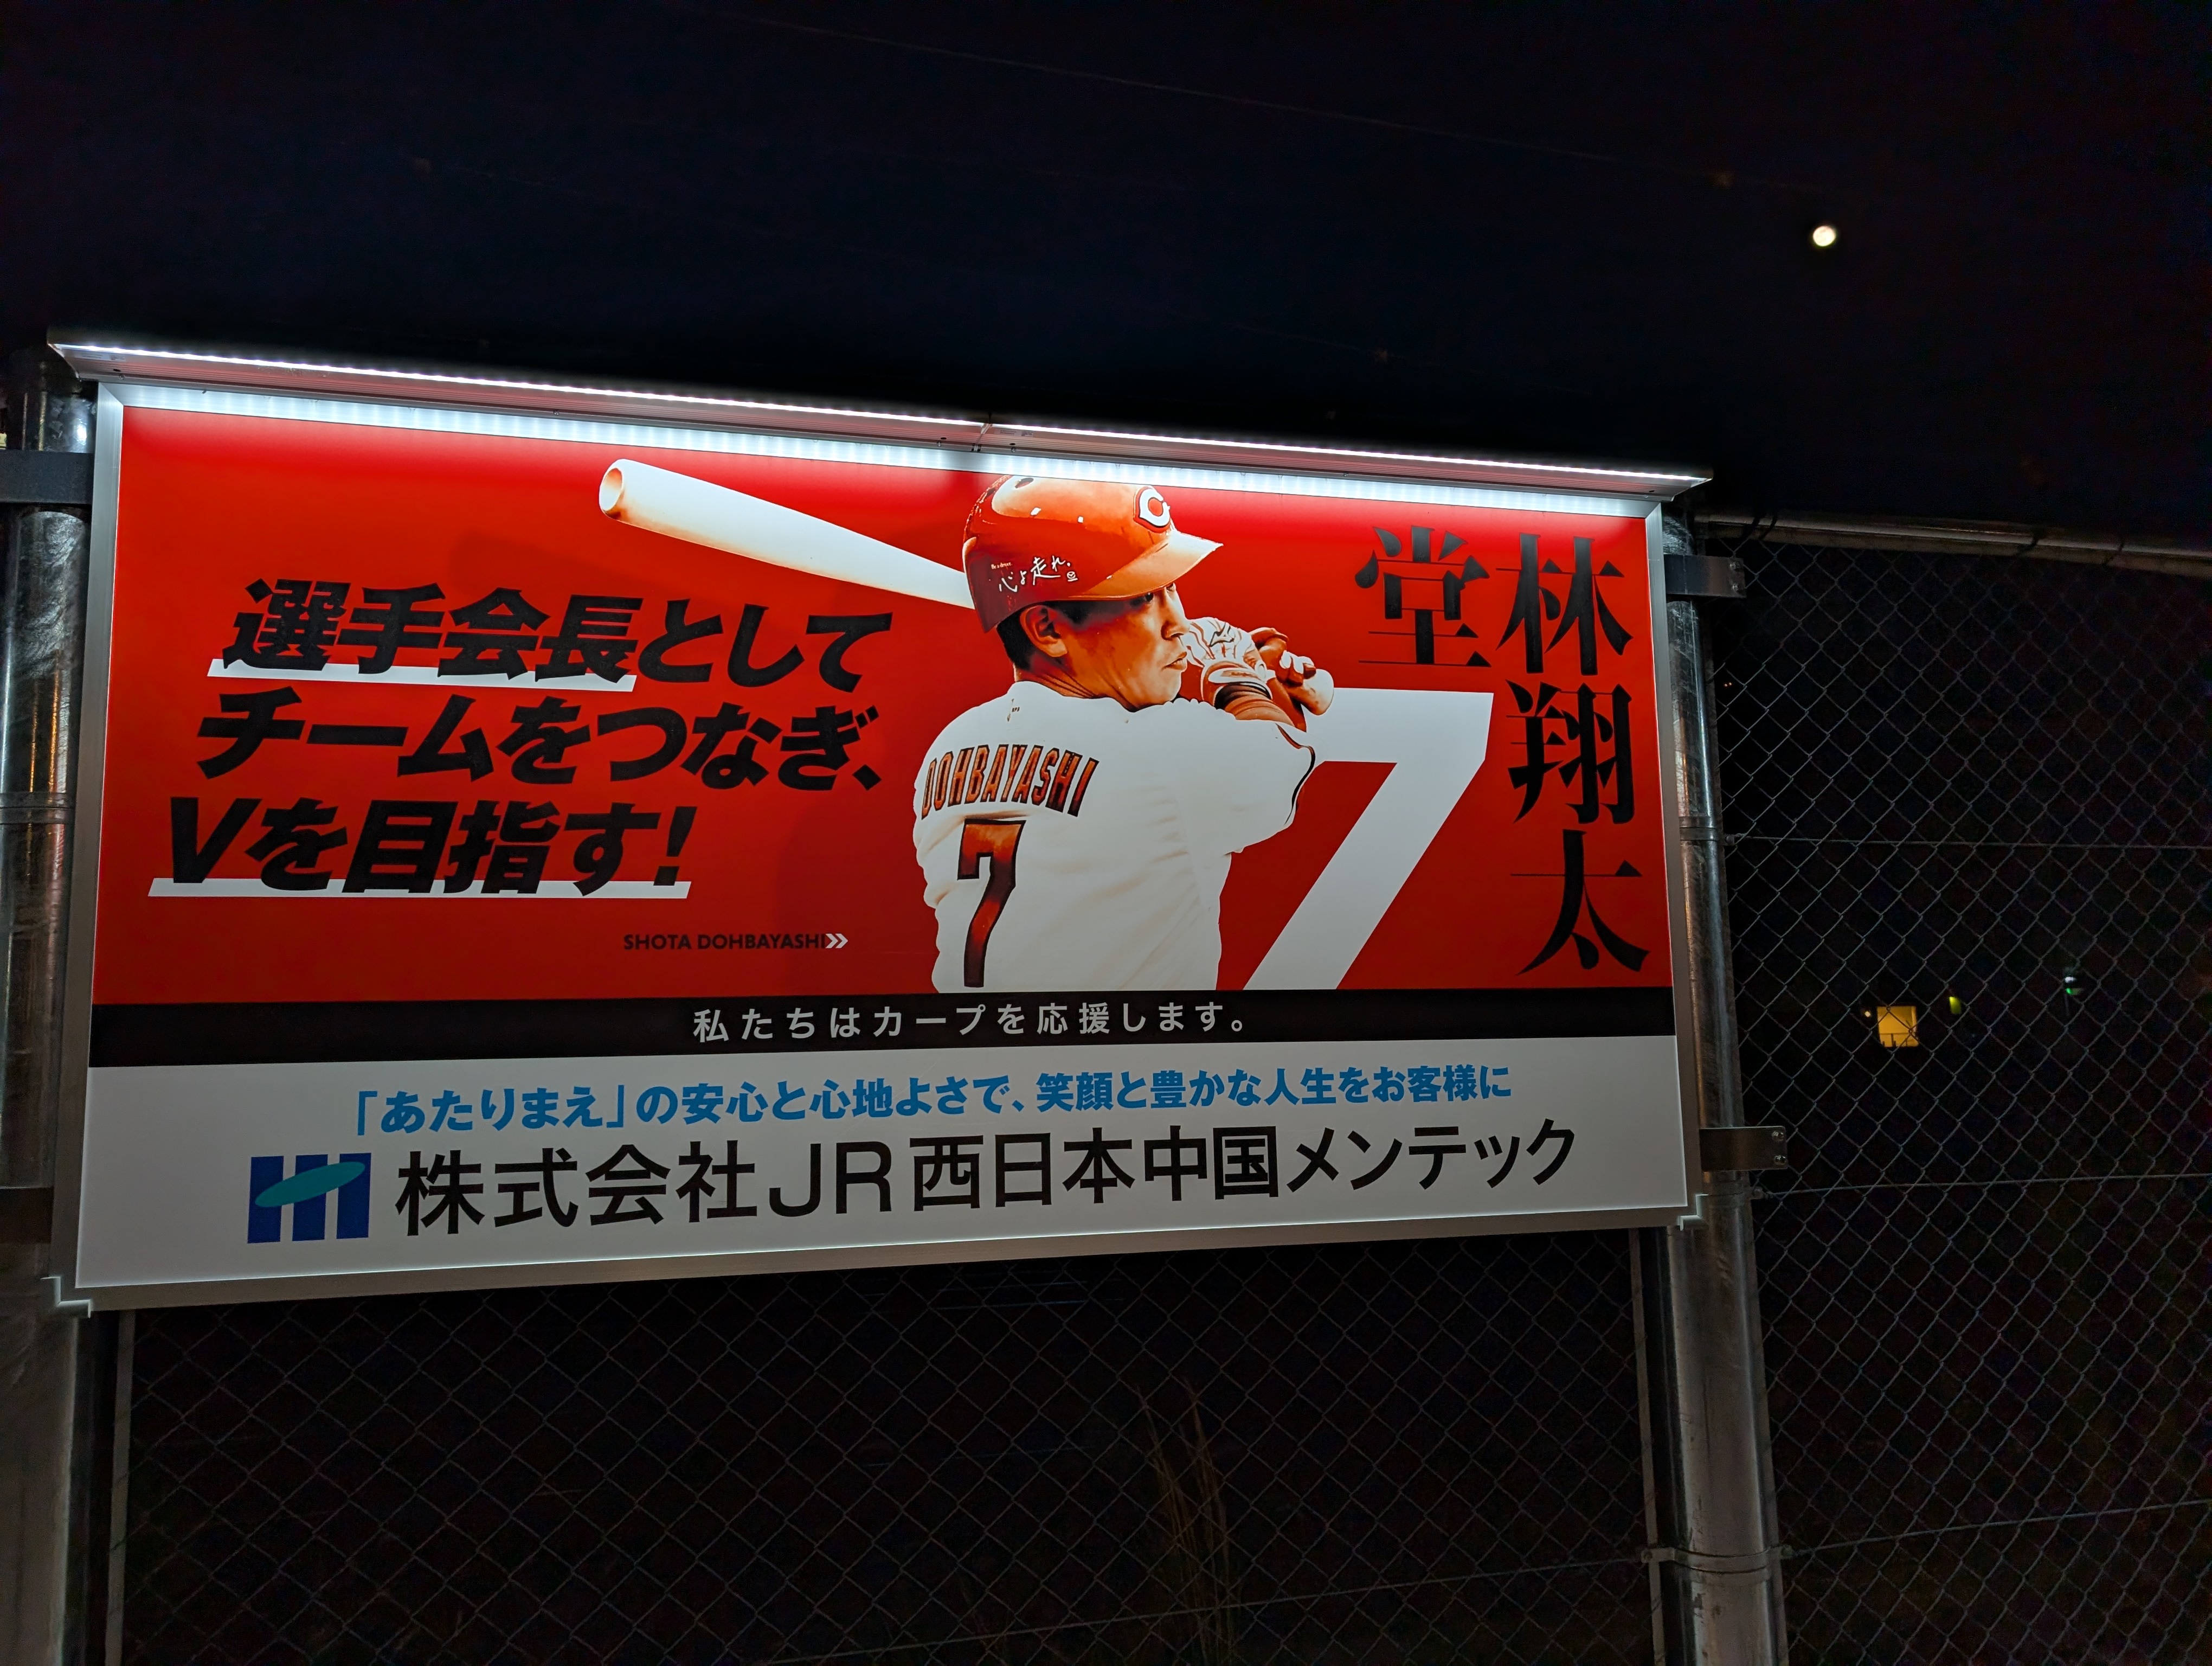 選手会長として
チームをつなぎ、
Vを目指す!
SHOTA DOHBAYASHI
C
心よ走れ。
DOHBAYASHI
7
7
堂林翔太
私たちはカープを応援します。
「あたりまえ」の安心と心地よさで、笑顔と豊かな人生をお客様に
株式会社JR西日本中国メンテック